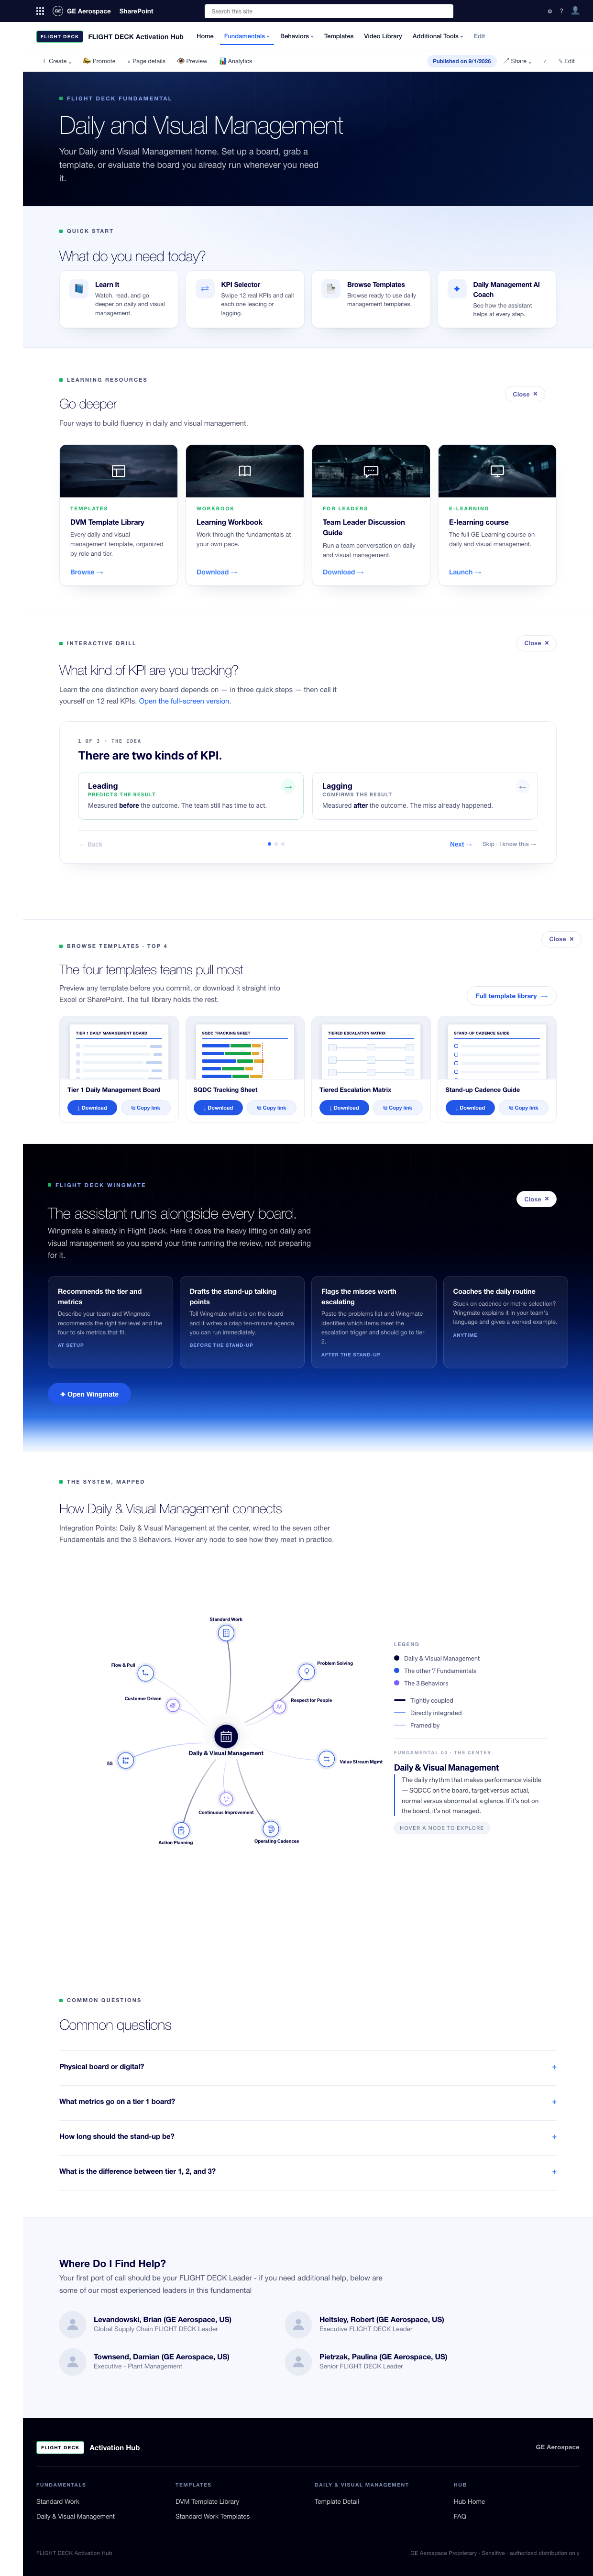 GE Aerospace SharePoint Search this site ?
FLIGHT DECK FLIGHT DECK Activation Hub Home Fundamentals Behaviors Templates Video Library Additional Tools Edit
+ Create Promote Page details Preview Analytics Published on 9/1/2026 Share Edit
FLIGHT DECK FUNDAMENTAL
Daily and Visual Management
Your Daily and Visual Management home. Set up a board, grab a
template, or evaluate the board you already run whenever you need
it.
QUICK START
What do you need today?
Learn It
Watch, read, and go
deeper on daily and visual
management.
KPI Selector
Swipe 12 real KPIs and call
each one leading or
lagging.
Browse Templates
Browse ready to use daily
management templates.
Daily Management AI
Coach
See how the assistant
helps at every step.
LEARNING RESOURCES
Close ×
Go deeper
Four ways to build fluency in daily and visual management.
TEMPLATES
DVM Template Library
Every daily and visual
management template, organized
by role and tier.
Browse →
WORKBOOK
Learning Workbook
Work through the fundamentals at
your own pace.
Download →
FOR LEADERS
Team Leader Discussion
Guide
Run a team conversation on daily
and visual management.
Download →
E-LEARNING
E-learning course
The full GE Learning course on
daily and visual management.
Launch →
INTERACTIVE DRILL
Close ×
What kind of KPI are you tracking?
Learn the one distinction every board depends on — in three quick steps — then call it
yourself on 12 real KPIs. Open the full-screen version.
1 OF 3 · THE IDEA
There are two kinds of KPI.
Leading →
PREDICTS THE RESULT
Measured before the outcome. The team still has time to act.
Lagging ←
CONFIRMS THE RESULT
Measured after the outcome. The miss already happened.
← Back Next → Skip · I know this →
Close ×
BROWSE TEMPLATES · TOP 4
The four templates teams pull most
Preview any template before you commit, or download it straight into
Excel or SharePoint. The full library holds the rest.
Full template library →
TIER 1 DAILY MANAGEMENT BOARD
Tier 1 Daily Management Board
↓ Download Copy link
SQDC TRACKING SHEET
SQDC Tracking Sheet
↓ Download Copy link
TIERED ESCALATION MATRIX
Tiered Escalation Matrix
↓ Download Copy link
STAND-UP CADENCE GUIDE
Stand-up Cadence Guide
↓ Download Copy link
FLIGHT DECK WINGMATE
Close ×
The assistant runs alongside every board.
Wingmate is already in Flight Deck. Here it does the heavy lifting on daily and
visual management so you spend your time running the review, not preparing
for it.
Recommends the tier and
metrics
Describe your team and Wingmate
recommends the right tier level and the
four to six metrics that fit.
AT SETUP
Drafts the stand-up talking
points
Tell Wingmate what is on the board
and it writes a crisp ten-minute agenda
you can run immediately.
BEFORE THE STAND-UP
Flags the misses worth
escalating
Paste the problems list and Wingmate
identifies which items meet the
escalation trigger and should go to tier
2.
AFTER THE STAND-UP
Coaches the daily routine
Stuck on cadence or metric selection?
Wingmate explains it in your team's
language and gives a worked example.
ANYTIME
✦ Open Wingmate
THE SYSTEM, MAPPED
How Daily & Visual Management connects
Integration Points: Daily & Visual Management at the center, wired to the seven other
Fundamentals and the 3 Behaviors. Hover any node to see how they meet in practice.
Standard Work
Flow & Pull
Problem Solving
Customer Driven
Respect for People
Daily & Visual Management
5S
Value Stream Mgmt
Continuous Improvement
Action Planning
Operating Cadences
LEGEND
Daily & Visual Management
The other 7 Fundamentals
The 3 Behaviors
Tightly coupled
Directly integrated
Framed by
FUNDAMENTAL 03 · THE CENTER
Daily & Visual Management
The daily rhythm that makes performance visible
— SQDCC on the board, target versus actual,
normal versus abnormal at a glance. If it's not on
the board, it's not managed.
HOVER A NODE TO EXPLORE
COMMON QUESTIONS
Common questions
Physical board or digital? +
What metrics go on a tier 1 board? +
How long should the stand-up be? +
What is the difference between tier 1, 2, and 3? +
Where Do I Find Help?
Your first port of call should be your FLIGHT DECK Leader - if you need additional help, below are
some of our most experienced leaders in this fundamental
Levandowski, Brian (GE Aerospace, US)
Global Supply Chain FLIGHT DECK Leader
Heltsley, Robert (GE Aerospace, US)
Executive FLIGHT DECK Leader
Townsend, Damian (GE Aerospace, US)
Executive - Plant Management
Pietrzak, Paulina (GE Aerospace, US)
Senior FLIGHT DECK Leader
FLIGHT DECK Activation Hub GE Aerospace
FUNDAMENTALS
Standard Work
Daily & Visual Management
TEMPLATES
DVM Template Library
Standard Work Templates
DAILY & VISUAL MANAGEMENT
Template Detail
HUB
Hub Home
FAQ
FLIGHT DECK Activation Hub GE Aerospace Proprietary · Sensitive · authorized distribution only